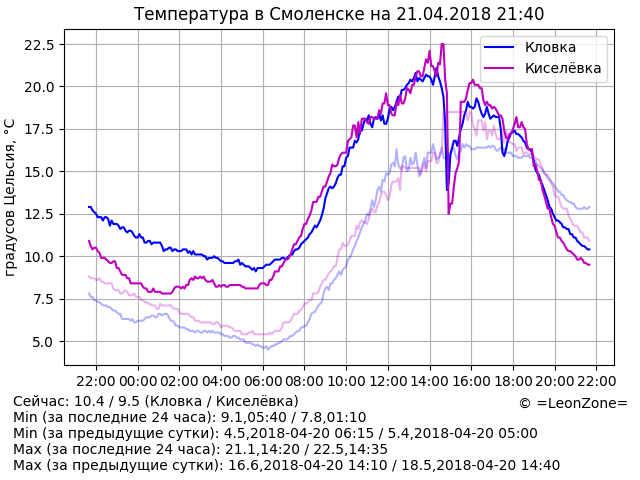 Температура в Смоленске на 21.04.2018 21:40
Кловка
Киселёвка
градусов Цельсия, °C
22.5
20.0
17.5
15.0
12.5
10.0
7.5
5.0
22:00 00:00 02:00 04:00 06:00 08:00 10:00 12:00 14:00 16:00 18:00 20:00 22:00
Сейчас: 10.4 / 9.5 (Кловка / Киселёвка)
© =LeonZone=
Min (за последние 24 часа): 9.1,05:40 / 7.8,01:10
Min (за предыдущие сутки): 4.5,2018-04-20 06:15 / 5.4,2018-04-20 05:00
Max (за последние 24 часа): 21.1,14:20 / 22.5,14:35
Max (за предыдущие сутки): 16.6,2018-04-20 14:10 / 18.5,2018-04-20 14:40